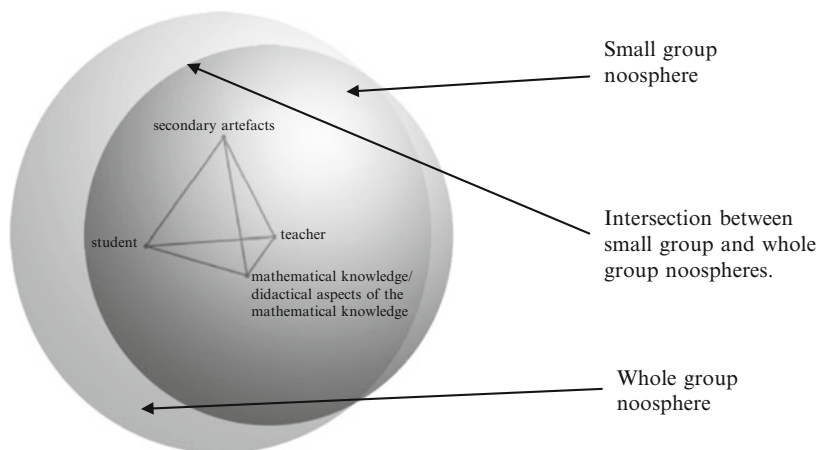 Small group
noosphere
secondary artefacts
student
teacher
mathematical knowledge/
didactical aspects of the
mathematical knowledge
Intersection between
small group and whole
group noospheres.
Whole group
noosphere